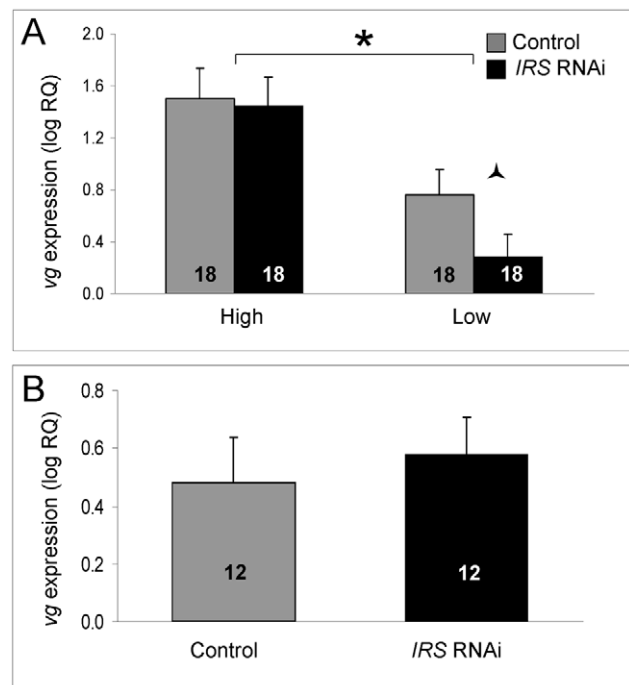 A
*
Control
IRS RNAi
vg expression (log RQ)
2.0
1.6
1.2
0.8
0.4
0.0
18
18
18
18
High
Low
B
vg expression (log RQ)
0.8
0.6
0.4
0.2
0.0
12
12
Control
IRS RNAi